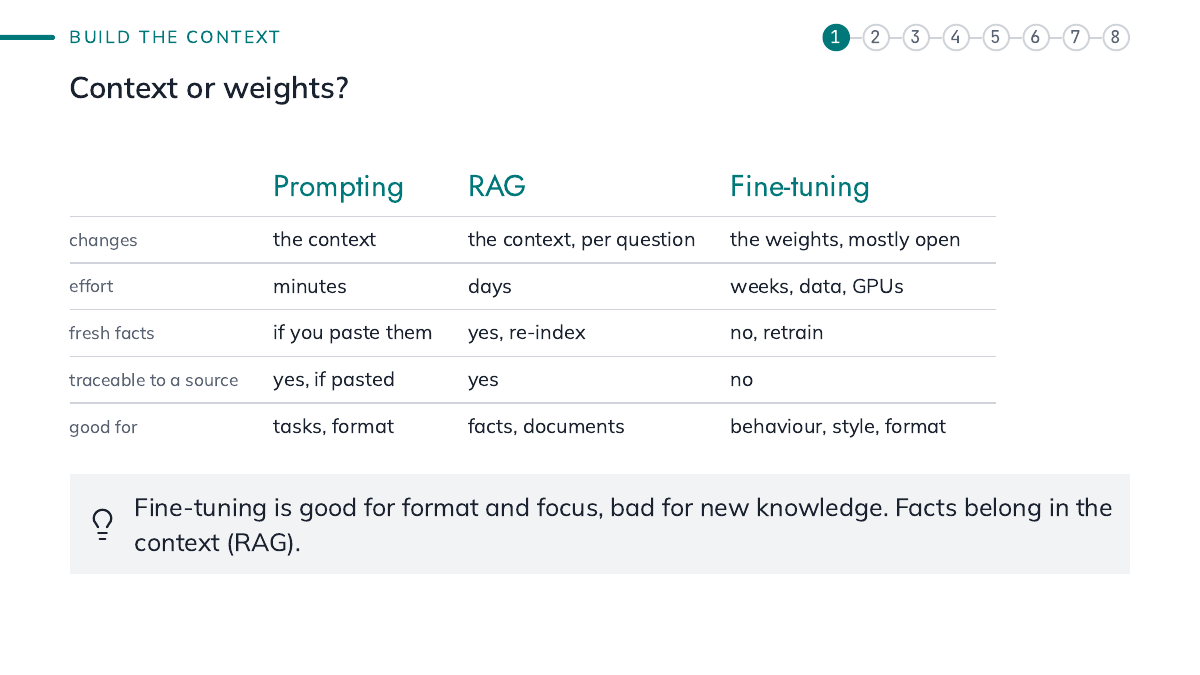 BUILD THE CONTEXT
1 2 3 4 5 6 7 8
Context or weights?
Prompting RAG Fine-tuning
changes the context the context, per question the weights, mostly open
effort minutes days weeks, data, GPUs
fresh facts if you paste them yes, re-index no, retrain
traceable to a source yes, if pasted yes no
good for tasks, format facts, documents behaviour, style, format
Fine-tuning is good for format and focus, bad for new knowledge. Facts belong in the
context (RAG).